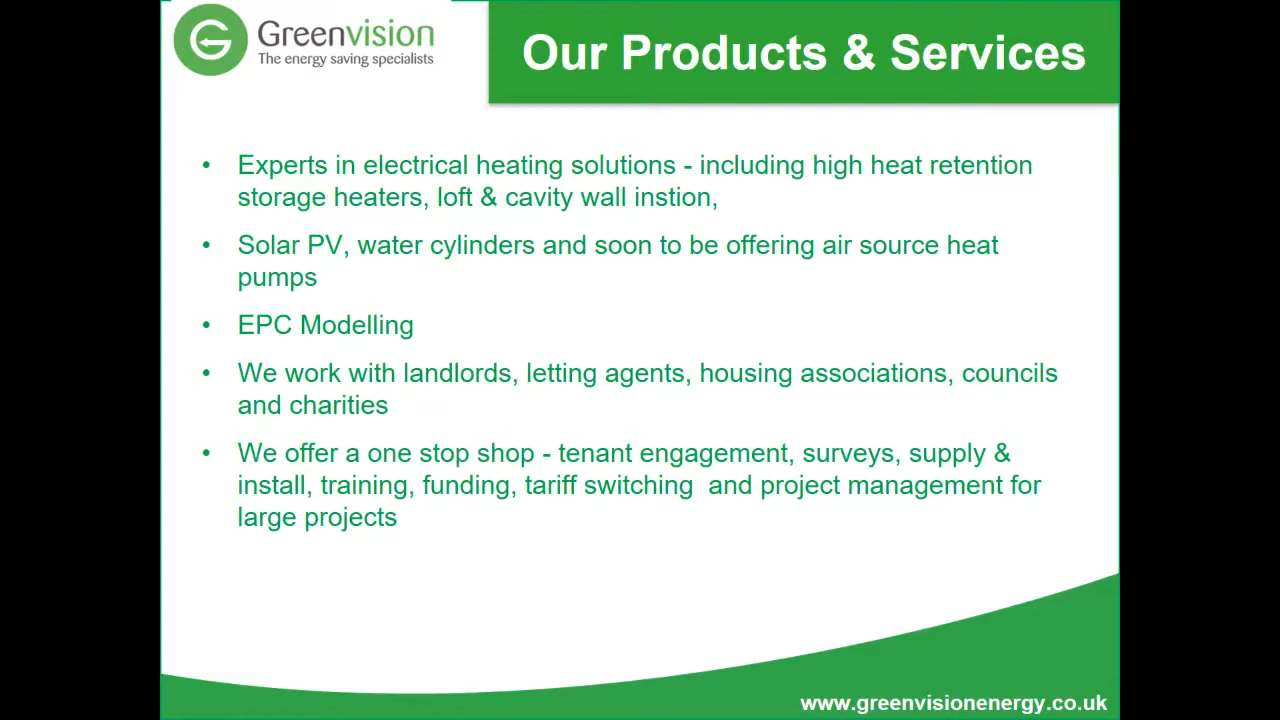 Greenvision
The energy saving specialists
Our Products & Services
• Experts in electrical heating solutions - including high heat retention
storage heaters, loft & cavity wall instion,
• Solar PV, water cylinders and soon to be offering air source heat
pumps
• EPC Modelling
• We work with landlords, letting agents, housing associations, councils
and charities
• We offer a one stop shop - tenant engagement, surveys, supply &
install, training, funding, tariff switching  and project management for
large projects
www.greenvisionenergy.co.uk